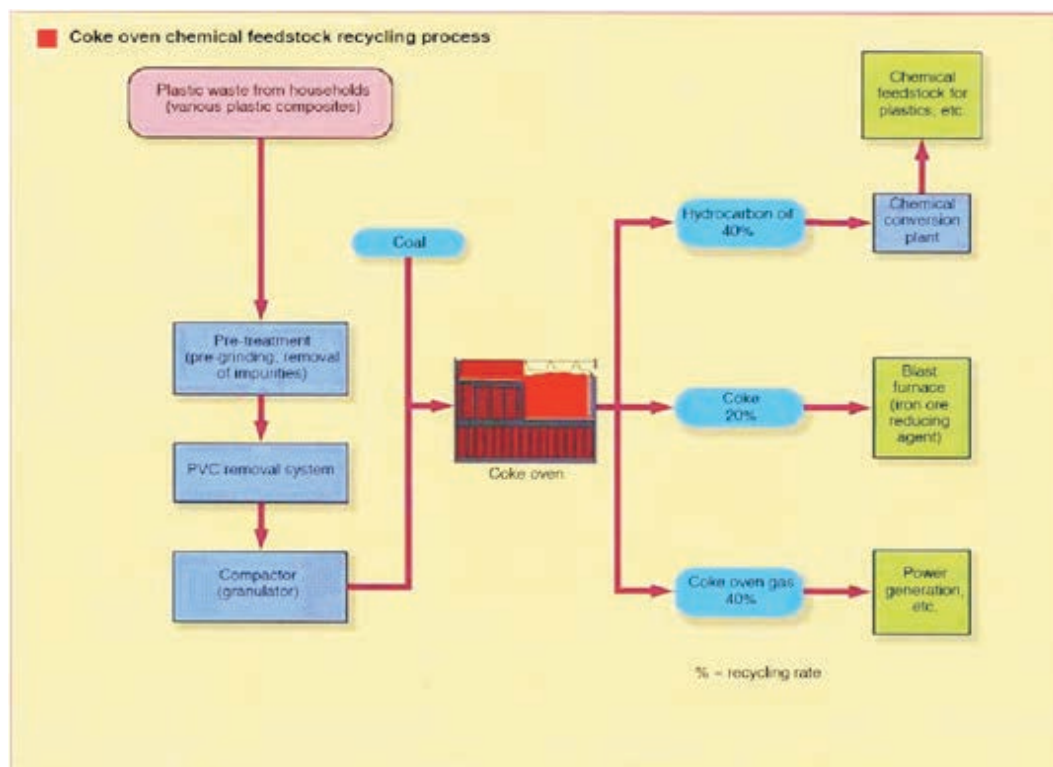 Coke oven chemical feedstock recycling process
Plastic waste from households
(various plastic composites)
Pre-treatment
(pre-grinding, removal
of impurities)
PVC removal system
Compactor
(granulator)
Coal
Coke oven
Hydrocarbon oil
40%
Chemical
conversion
plant
Chemical
feedstock for
plastics, etc.
Coke
20%
Blast
furnace
(iron ore
reducing
agent)
Coke oven gas
40%
Power
generation,
etc.
% = recycling rate